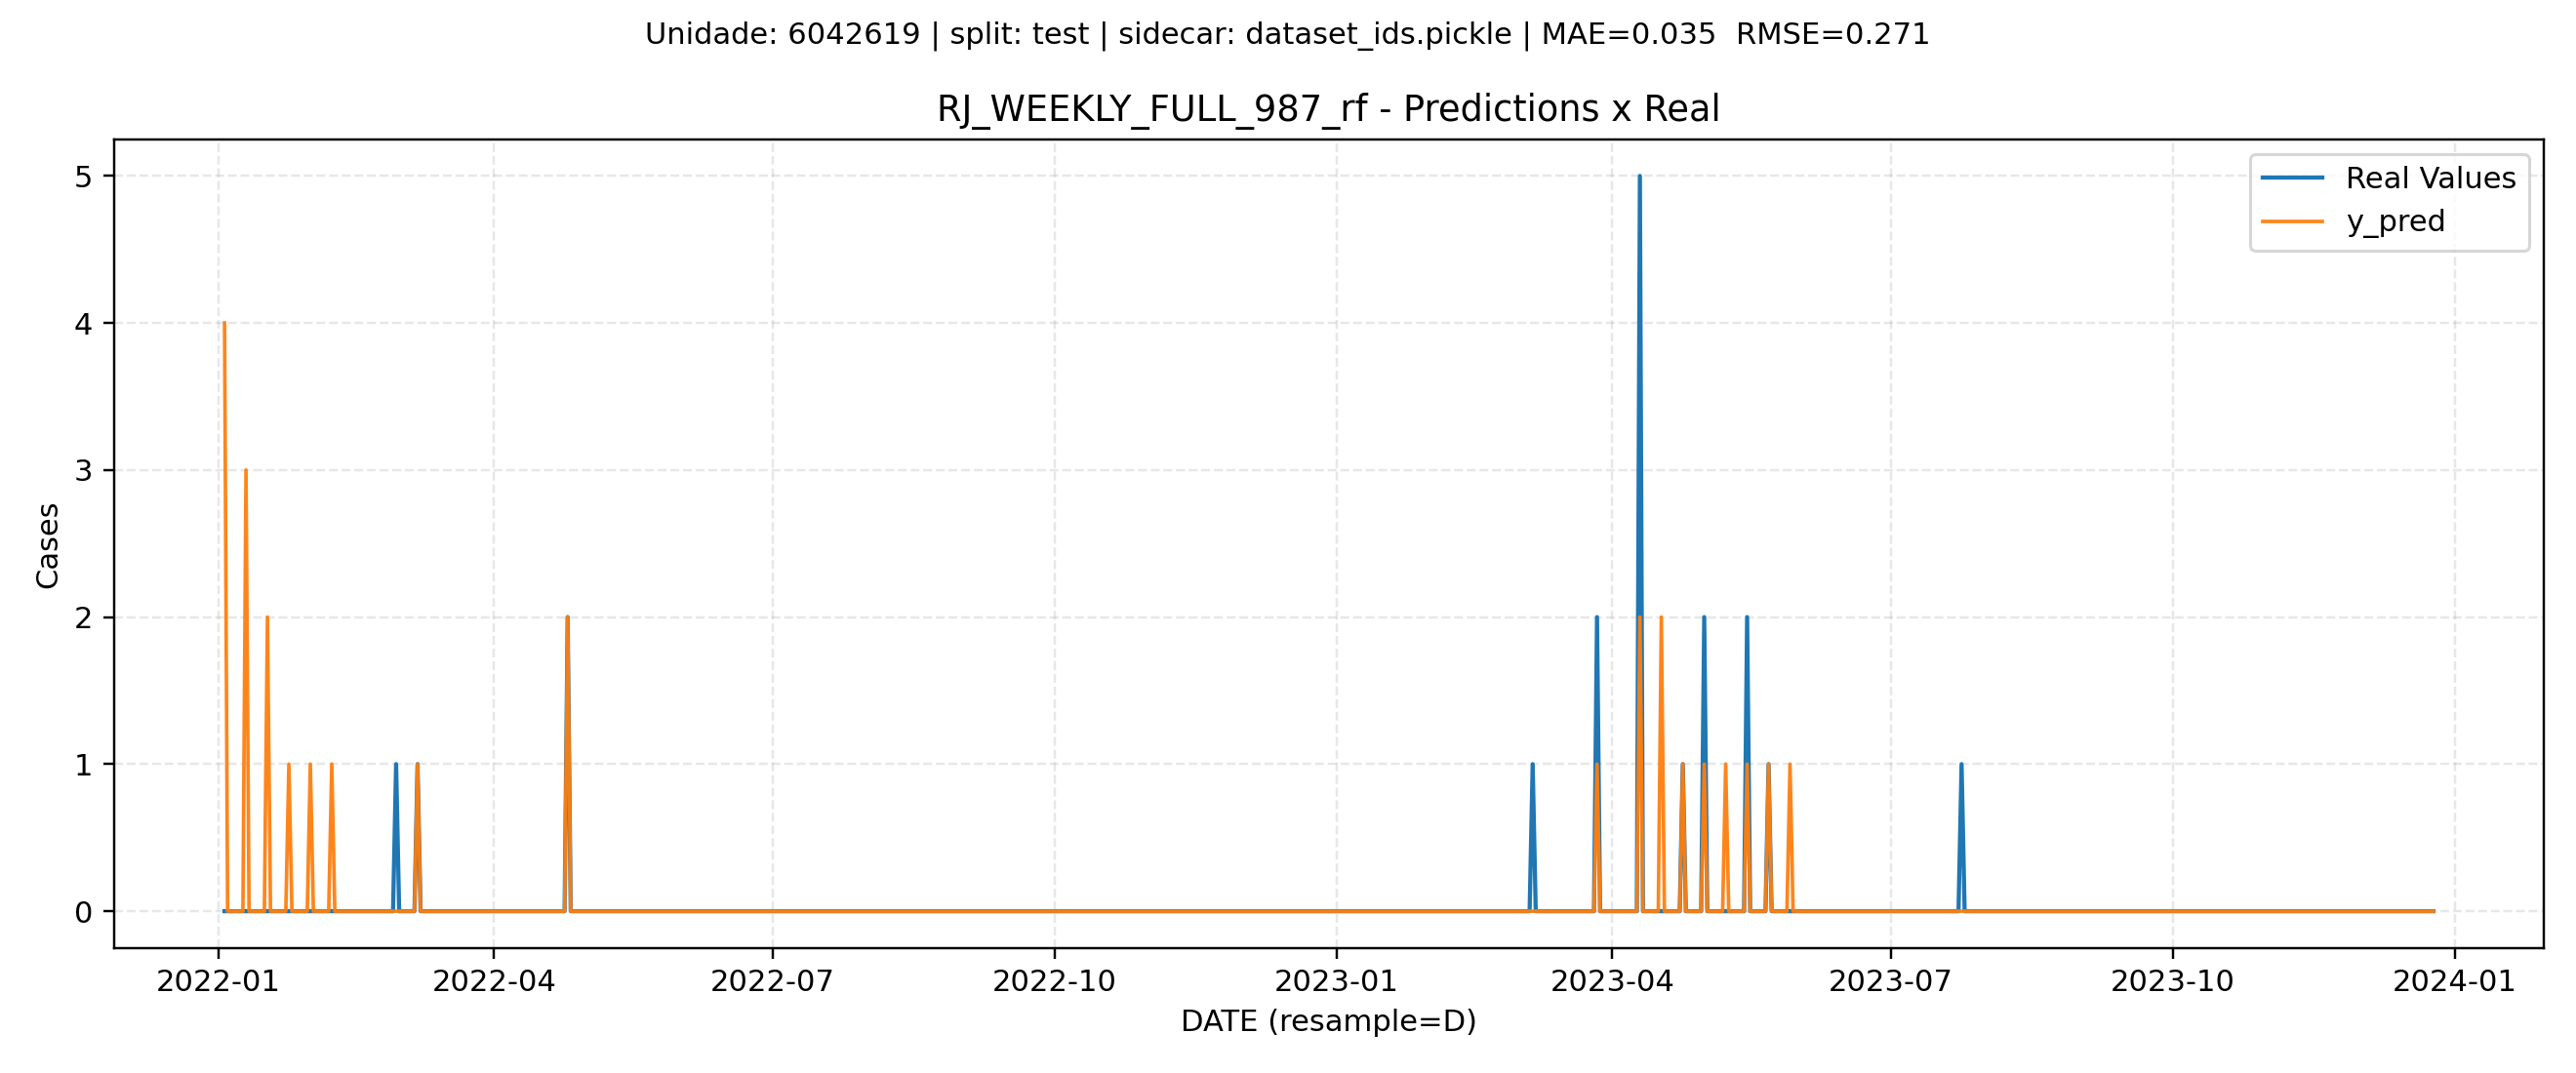 Unidade: 6042619 | split: test | sidecar: dataset_ids.pickle | MAE=0.035  RMSE=0.271
RJ_WEEKLY_FULL_987_rf - Predictions x Real
Real Values
y_pred
Cases
5
4
3
2
1
0
2022-01 2022-04 2022-07 2022-10 2023-01 2023-04 2023-07 2023-10 2024-01
DATE (resample=D)